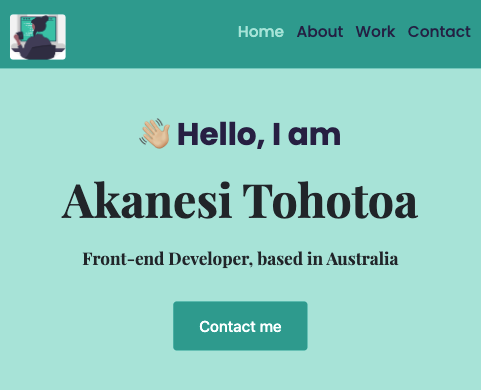 Home About Work Contact
👋🏼 Hello, I am
Akanesi Tohotoa
Front-end Developer, based in Australia
Contact me